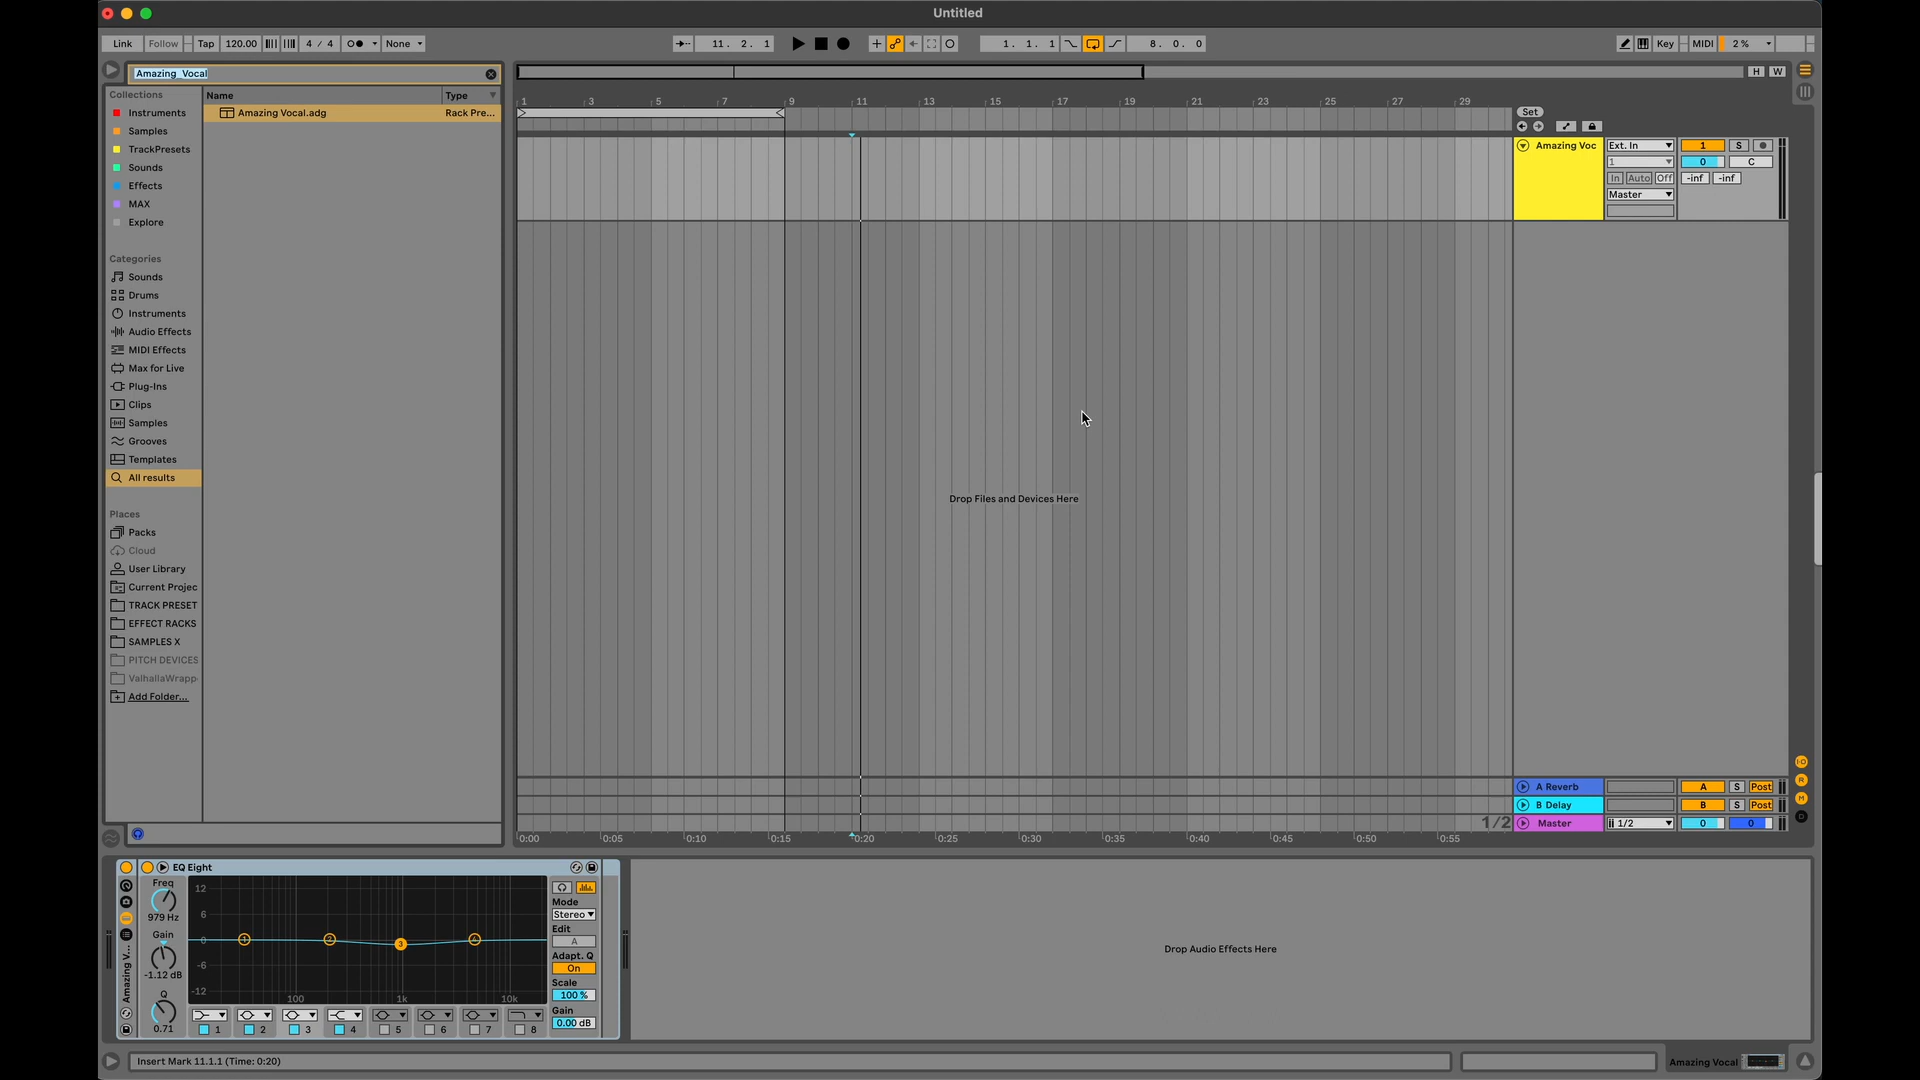 Untitled
Link Follow Tap 120.00 4 / 4 None 11. 2. 1 1. 1. 1 8. 0. 0 Key MIDI 2 %
Amazing_Vocal
H W
Collections
Instruments
Samples
TrackPresets
Sounds
Effects
MAX
Explore
Categories
Sounds
Drums
Instruments
Audio Effects
MIDI Effects
Max for Live
Plug-Ins
Clips
Samples
Grooves
Templates
All results
Places
Packs
Cloud
User Library
Current Projec
TRACK PRESET
EFFECT RACKS
SAMPLES X
PITCH DEVICES
ValhallaWrapp
Add Folder...
Name Type
Amazing Vocal.adg Rack Pre...
1 3 5 7 9 11 13 15 17 19 21 23 25 27 29
Set
Drop Files and Devices Here
Amazing Voc Ext. In 1 S
1 0 C
In Auto Off -inf -inf
Master
A Reverb A S Post
B Delay B S Post
1/2 Master 1/2 0 0
0:00 0:05 0:10 0:15 0:20 0:25 0:30 0:35 0:40 0:45 0:50 0:55
Amazing V...
EQ Eight
Freq
979 Hz
Gain
-1.12 dB
Q
0.71
12
6
0
-6
-12
1 2 3 4
100 1k 10k
1 2 3 4 5 6 7 8
Mode
Stereo
Edit
A
Adapt. Q
On
Scale
100 %
Gain
0.00 dB
Drop Audio Effects Here
Insert Mark 11.1.1 (Time: 0:20)
Amazing Vocal